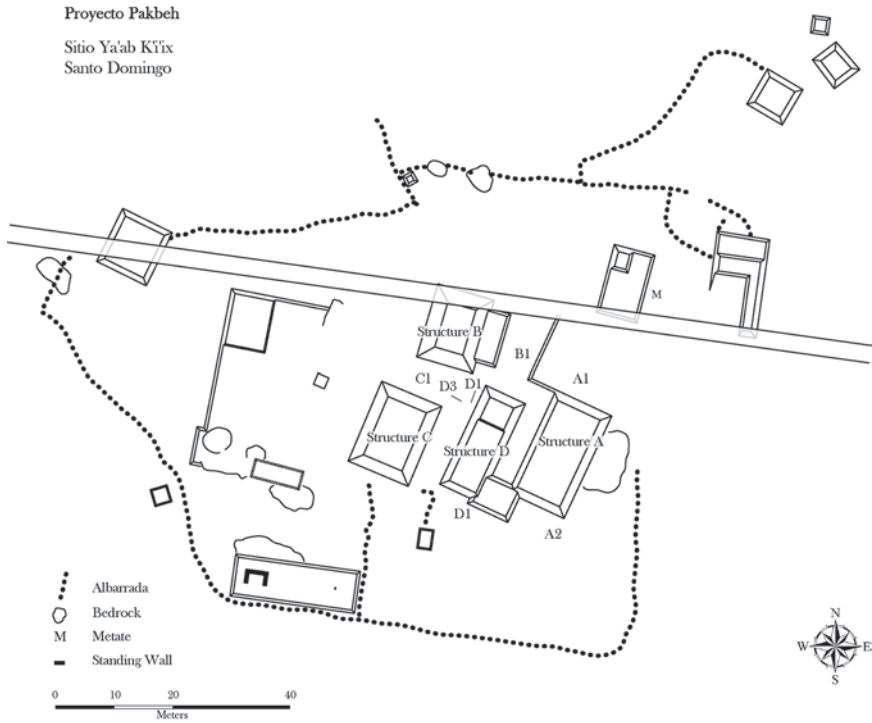 Proyecto Pakbeh
Sitio Ya'ab K'i'ix
Santo Domingo
M
Structure B
B1
C1
D3
D1
A1
Structure C
Structure D
Structure A
D1
A2
Albarrada
Bedrock
M Metate
Standing Wall
N
W E
S
0 10 20 40
Meters